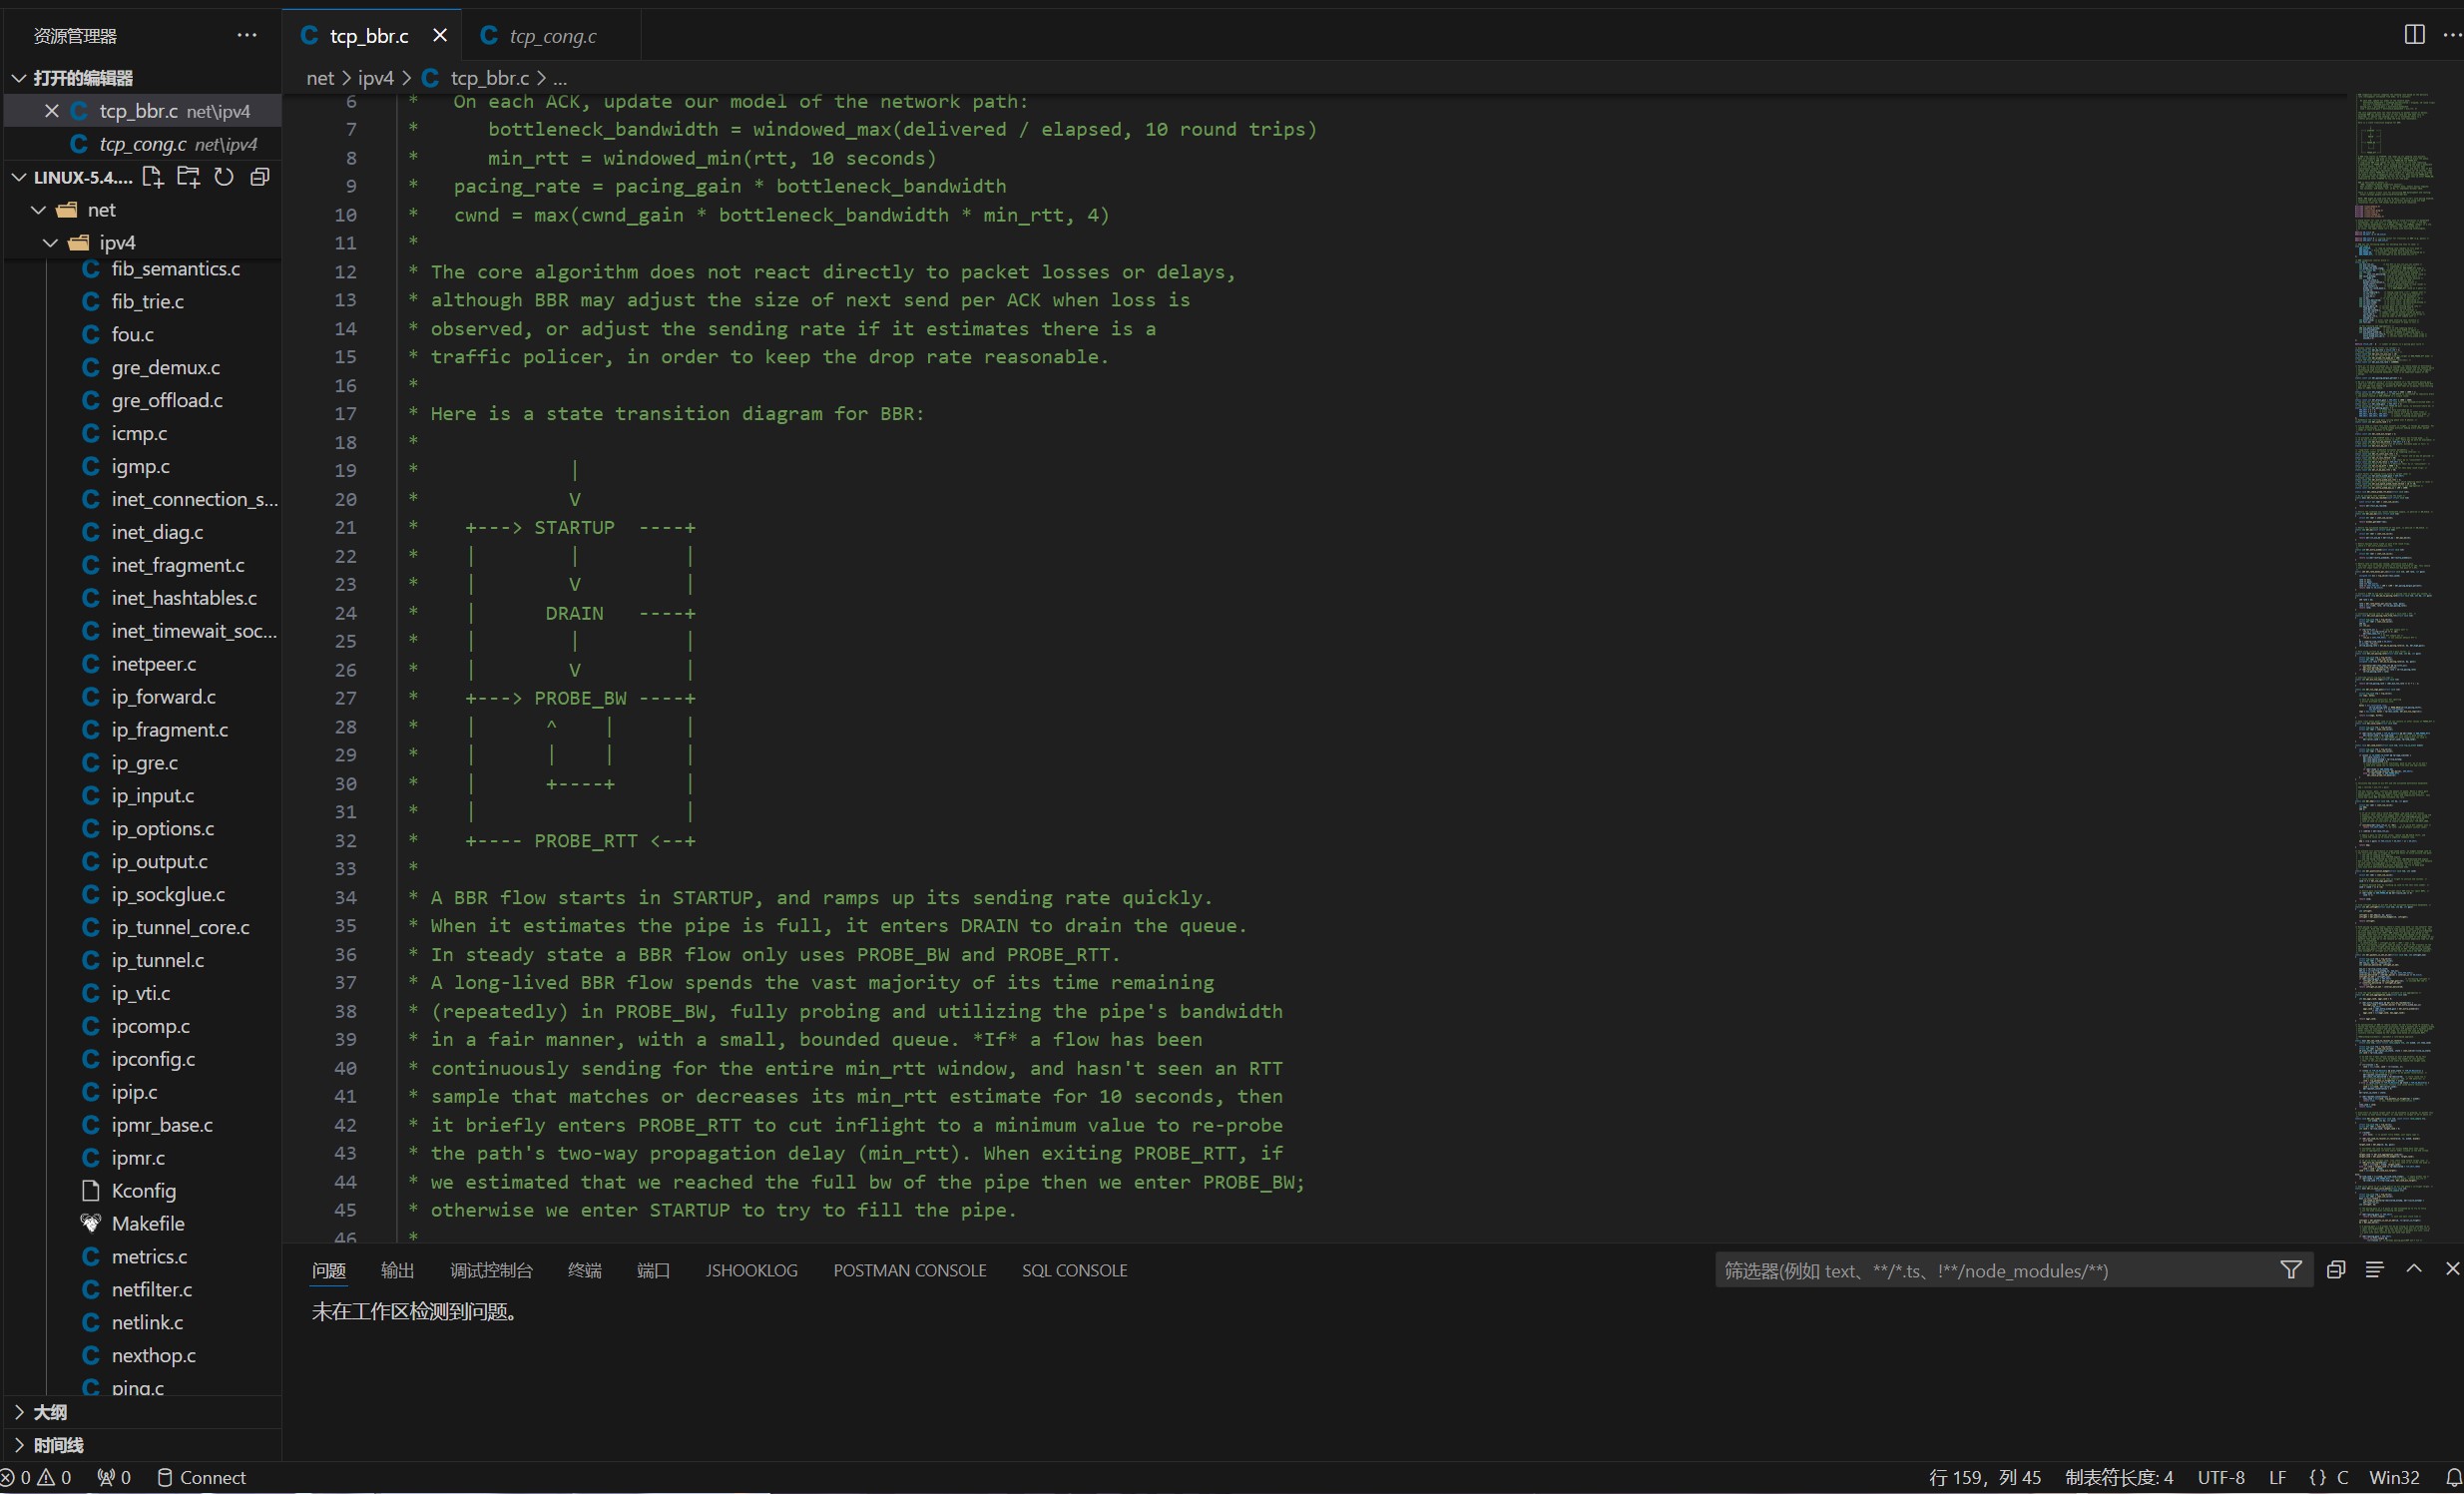 资源管理器
打开的编辑器
tcp_bbr.c net\ipv4
tcp_cong.c net\ipv4
LINUX-5.4....
net
ipv4
fib_semantics.c
fib_trie.c
fou.c
gre_demux.c
gre_offload.c
icmp.c
igmp.c
inet_connection_s...
inet_diag.c
inet_fragment.c
inet_hashtables.c
inet_timewait_soc...
inetpeer.c
ip_forward.c
ip_fragment.c
ip_gre.c
ip_input.c
ip_options.c
ip_output.c
ip_sockglue.c
ip_tunnel_core.c
ip_tunnel.c
ip_vti.c
ipcomp.c
ipconfig.c
ipip.c
ipmr_base.c
ipmr.c
Kconfig
Makefile
metrics.c
netfilter.c
netlink.c
nexthop.c
ping.c
大纲
时间线
tcp_bbr.c
tcp_cong.c
net > ipv4 > tcp_bbr.c > ...
6 *   On each ACK, update our model of the network path:
7 *      bottleneck_bandwidth = windowed_max(delivered / elapsed, 10 round trips)
8 *      min_rtt = windowed_min(rtt, 10 seconds)
9 *   pacing_rate = pacing_gain * bottleneck_bandwidth
10 *   cwnd = max(cwnd_gain * bottleneck_bandwidth * min_rtt, 4)
11 *
12 * The core algorithm does not react directly to packet losses or delays,
13 * although BBR may adjust the size of next send per ACK when loss is
14 * observed, or adjust the sending rate if it estimates there is a
15 * traffic policer, in order to keep the drop rate reasonable.
16 *
17 * Here is a state transition diagram for BBR:
18 *
19 *             |
20 *             V
21 *    +---> STARTUP  ----+
22 *    |        |         |
23 *    |        V         |
24 *    |      DRAIN   ----+
25 *    |        |         |
26 *    |        V         |
27 *    +---> PROBE_BW ----+
28 *    |      ^    |      |
29 *    |      |    |      |
30 *    |      +----+      |
31 *    |                  |
32 *    +---- PROBE_RTT <--+
33 *
34 * A BBR flow starts in STARTUP, and ramps up its sending rate quickly.
35 * When it estimates the pipe is full, it enters DRAIN to drain the queue.
36 * In steady state a BBR flow only uses PROBE_BW and PROBE_RTT.
37 * A long-lived BBR flow spends the vast majority of its time remaining
38 * (repeatedly) in PROBE_BW, fully probing and utilizing the pipe's bandwidth
39 * in a fair manner, with a small, bounded queue. *If* a flow has been
40 * continuously sending for the entire min_rtt window, and hasn't seen an RTT
41 * sample that matches or decreases its min_rtt estimate for 10 seconds, then
42 * it briefly enters PROBE_RTT to cut inflight to a minimum value to re-probe
43 * the path's two-way propagation delay (min_rtt). When exiting PROBE_RTT, if
44 * we estimated that we reached the full bw of the pipe then we enter PROBE_BW;
45 * otherwise we enter STARTUP to try to fill the pipe.
46 *
问题 输出 调试控制台 终端 端口 JSHOOKLOG POSTMAN CONSOLE SQL CONSOLE
筛选器(例如 text、**/*.ts、!**/node_modules/**)
未在工作区检测到问题。
0 0 0 Connect
行 159，列 45 制表符长度: 4 UTF-8 LF {} C Win32